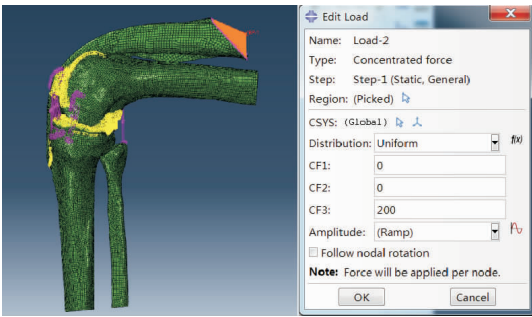 Edit Load
Name: Load-2
Type: Concentrated force
Step: Step-1 (Static, General)
Region: (Picked)
CSYS: (Global)
Distribution: Uniform f(x)
CF1: 0
CF2: 0
CF3: 200
Amplitude: (Ramp)
Follow nodal rotation
Note: Force will be applied per node.
OK Cancel